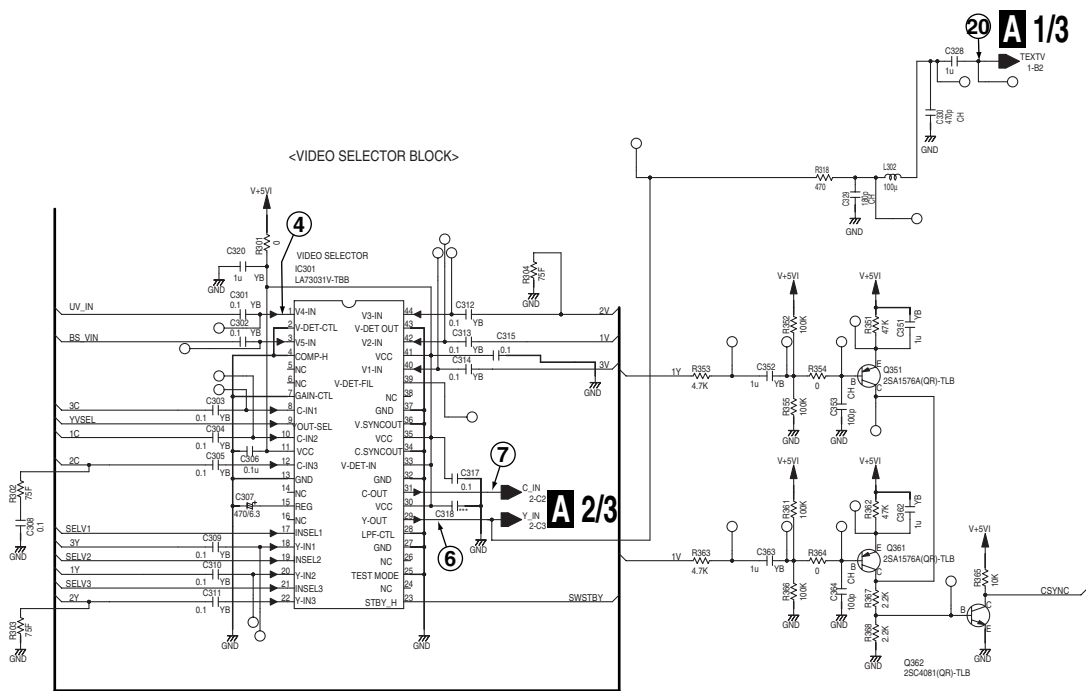 20 A 1/3
C328
1u
TEXTV
1-B2
C330
470p
CH
GND
<VIDEO SELECTOR BLOCK>
R318
470
L302
100µ
C329
180p
CH
GND
V+5VI
R301
0
4
C320
1u YB
GND
VIDEO SELECTOR
IC301
LA73031V-TBB
R304
75F
GND
UV_IN
C301
0.1 YB
1 V4-IN
V3-IN 44
C312
0.1 YB
2V
C302
2 V-DET-CTL
V-DET OUT 43
BS_VIN
0.1 YB
3 V5-IN
V2-IN 42
C313
0.1 YB
1V
4 COMP-H
VCC 41
C315
0.1
5 NC
V1-IN 40
C314
0.1 YB
3V
GND
6 NC
V-DET-FIL 39
7 GAIN-CTL
NC 38
3C
C303
0.1 YB
8 C-IN1
GND 37
YVSEL
9 YOUT-SEL
V.SYNCOUT 36
1C
C304
0.1 YB
10 C-IN2
VCC 35
C306
0.1u
11 VCC
C.SYNCOUT 34
2C
C305
0.1 YB
12 C-IN3
V-DET-IN 33
13 GND
GND 32
C317
0.1
7
14 NC
C-OUT 31
C_IN
2-C2
A 2/3
C307
470/6.3
15 REG
VCC 30
C318
16 NC
Y-OUT 29
Y_IN
2-C3
GND
6
R302
75F
C308
0.1
GND
SELV1
17 INSEL1
LPF-CTL 28
3Y
C309
0.1 YB
18 Y-IN1
GND 27
SELV2
19 INSEL2
NC 26
1Y
C310
0.1 YB
20 Y-IN2
TEST MODE 25
SELV3
21 INSEL3
NC 24
2Y
C311
0.1 YB
22 Y-IN3
STBY_H 23
SWSTBY
R303
75F
GND
GND
GND
V+5VI
V+5VI
R352
100K
R351
47K
C351
1u
YB
1Y
R353
4.7K
C352
1u YB
R354
0
B
E
C
Q351
2SA1576A(QR)-TLB
R355
100K
GND
C353
100p
CH
GND
V+5VI
V+5VI
R361
100K
R362
47K
C362
1u
YB
1V
R363
4.7K
C363
1u YB
R364
0
B
E
C
Q361
2SA1576A(QR)-TLB
V+5VI
R366
100K
GND
C364
100p
CH
GND
R367
2.2K
R368
2.2K
GND
R365
10K
CSYNC
B
C
E
GND
Q362
2SC4081(QR)-TLB